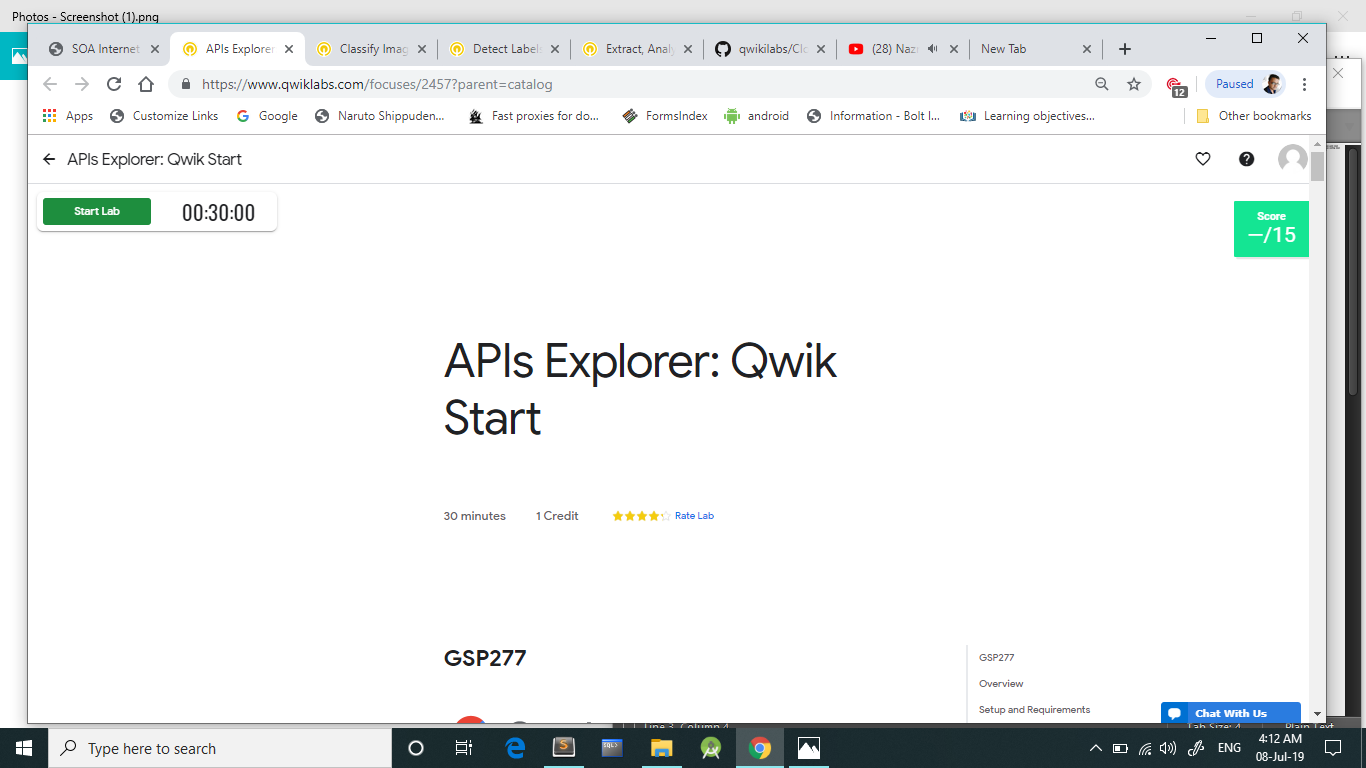 Photos - Screenshot (1).png
SOA Internet
APIs Explorer
Classify Imag
Detect Label
Extract, Analy
qwikilabs/Clo
(28) Naz
New Tab
https://www.qwiklabs.com/focuses/2457?parent=catalog
12
Paused
Apps
Customize Links
Google
Naruto Shippuden...
Fast proxies for do...
FormsIndex
android
Information - Bolt I...
Learning objectives...
Other bookmarks
APIs Explorer: Qwik Start
Start Lab
00:30:00
Score
—/15
APIs Explorer: Qwik
Start
30 minutes
1 Credit
Rate Lab
GSP277
GSP277
Overview
Setup and Requirements
Chat With Us
Line 3, Column 4
Tab Size: 4
Plain Text
Type here to search
ENG
4:12 AM
08-Jul-19